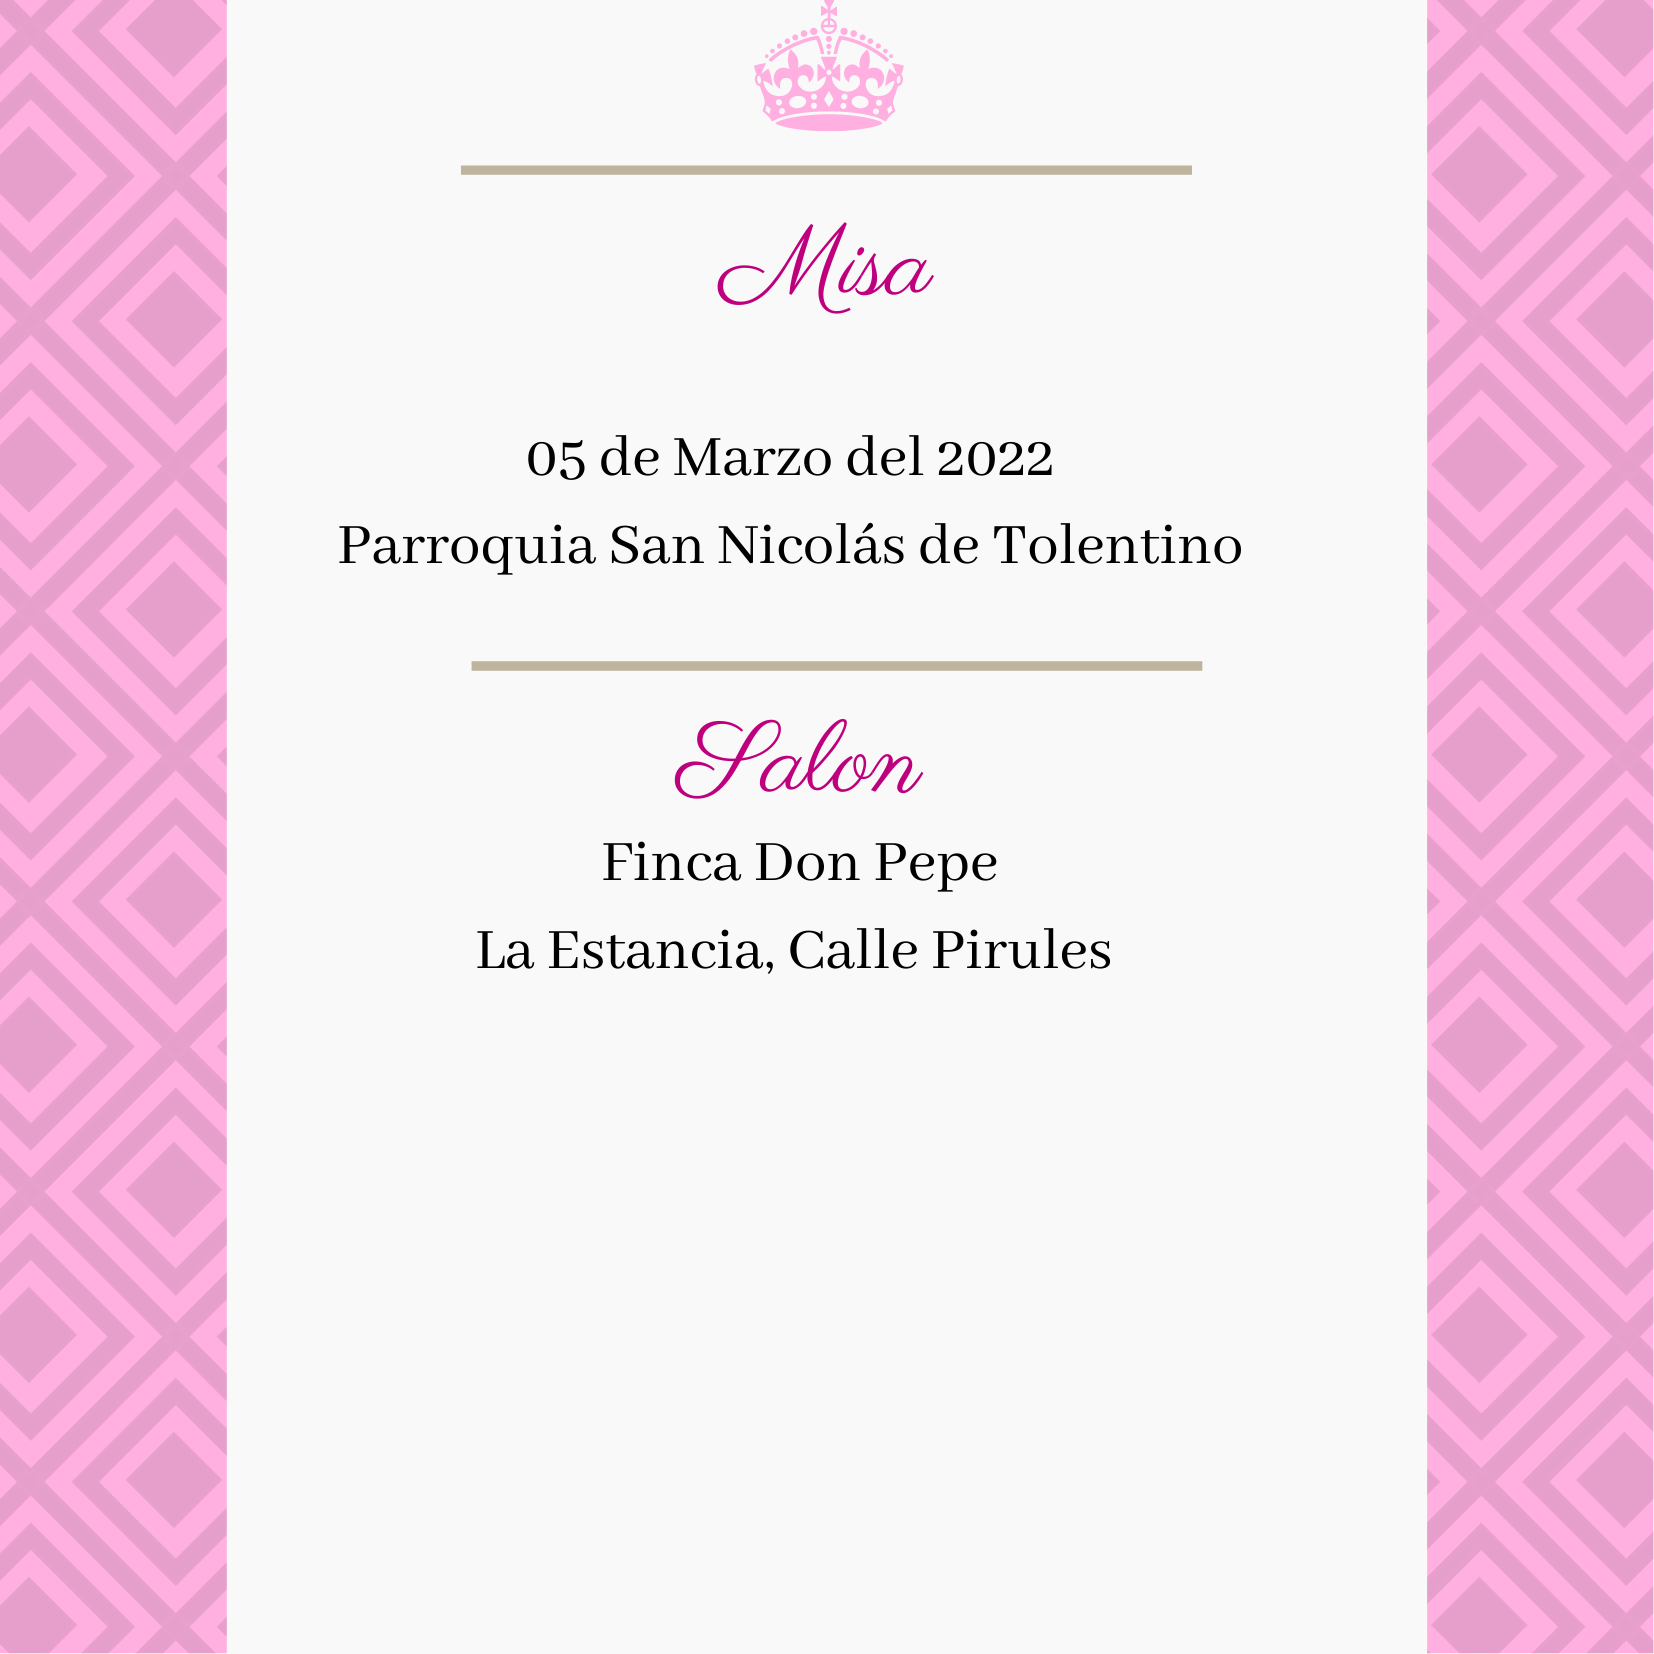 Misa
05 de Marzo del 2022
Parroquia San Nicolás de Tolentino
Salon
Finca Don Pepe
La Estancia, Calle Pirules